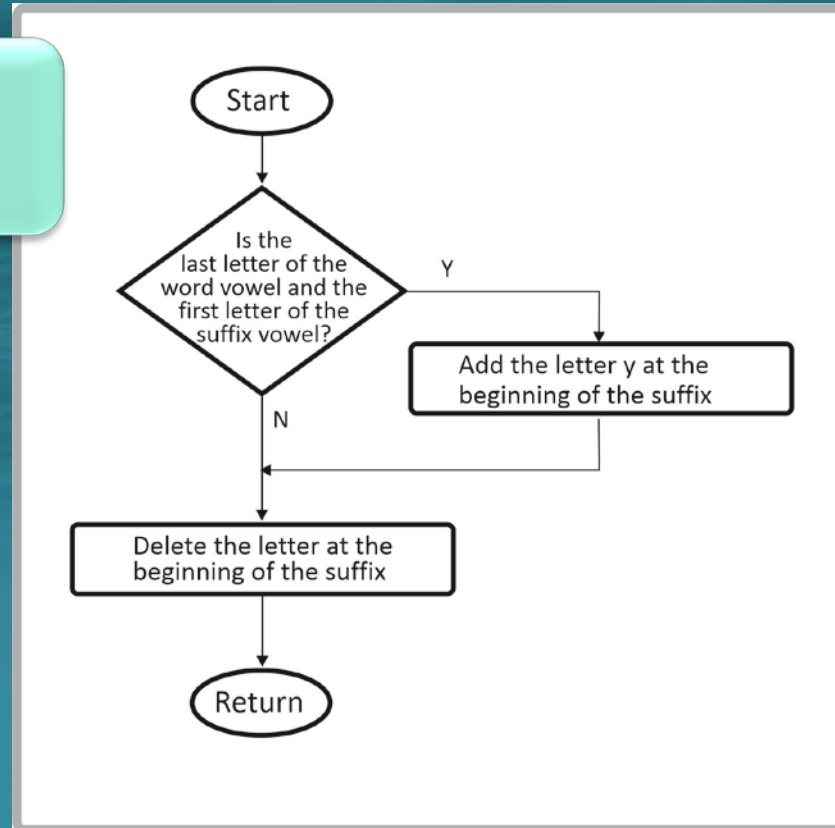 Start
Is the
last letter of the
word vowel and the
first letter of the
suffix vowel?
Y
Add the letter y at the
beginning of the suffix
N
Delete the letter at the
beginning of the suffix
Return